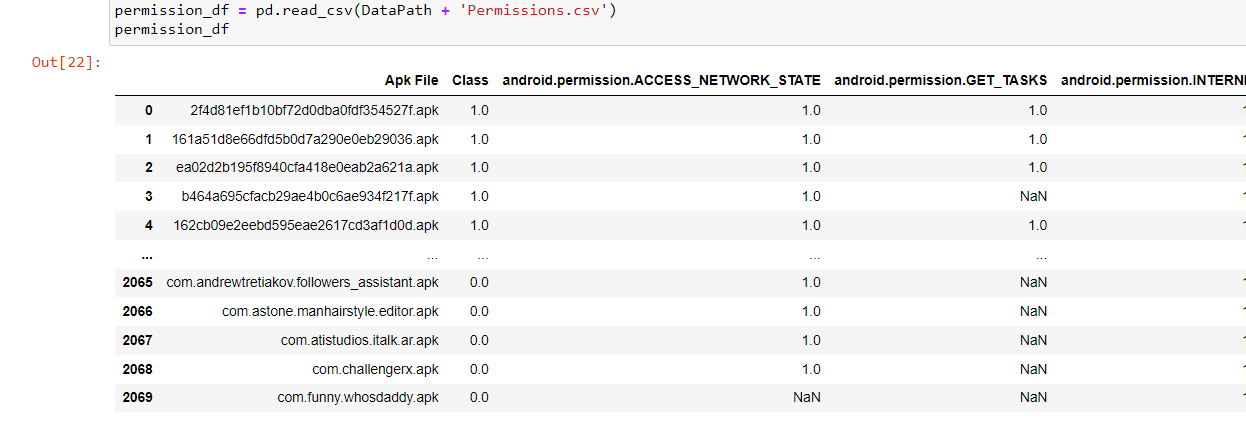 permission_df = pd.read_csv(DataPath + 'Permissions.csv')
permission_df
Out[22]:
Apk File Class android.permission.ACCESS_NETWORK_STATE android.permission.GET_TASKS android.permission.INTERN
0 2f4d81ef1b10bf72d0dba0fdf354527f.apk 1.0 1.0 1.0
1 161a51d8e66dfd5b0d7a290e0eb29036.apk 1.0 1.0 1.0
2 ea02d2b195f8940cfa418e0eab2a621a.apk 1.0 1.0 1.0
3 b464a695cfacb29ae4b0c6ae934f217f.apk 1.0 1.0 NaN
4 162cb09e2eebd595eae2617cd3af1d0d.apk 1.0 1.0 1.0
... ... ... ... ...
2065 com.andrewtretiakov.followers_assistant.apk 0.0 1.0 NaN
2066 com.astone.manhairstyle.editor.apk 0.0 1.0 NaN
2067 com.atistudios.italk.ar.apk 0.0 1.0 NaN
2068 com.challengerx.apk 0.0 1.0 NaN
2069 com.funny.whosdaddy.apk 0.0 NaN NaN